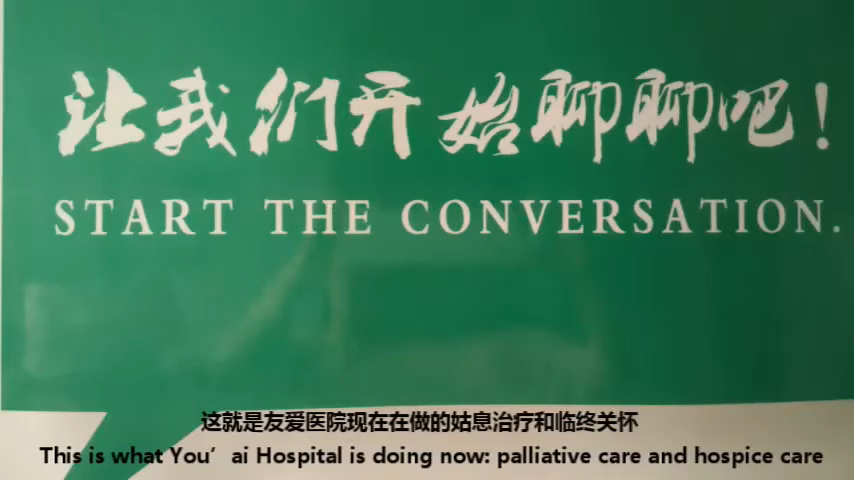 让我们开始聊聊吧!
START THE CONVERSATION.
这就是友爱医院现在在做的姑息治疗和临终关怀
This is what You’ai Hospital is doing now: palliative care and hospice care